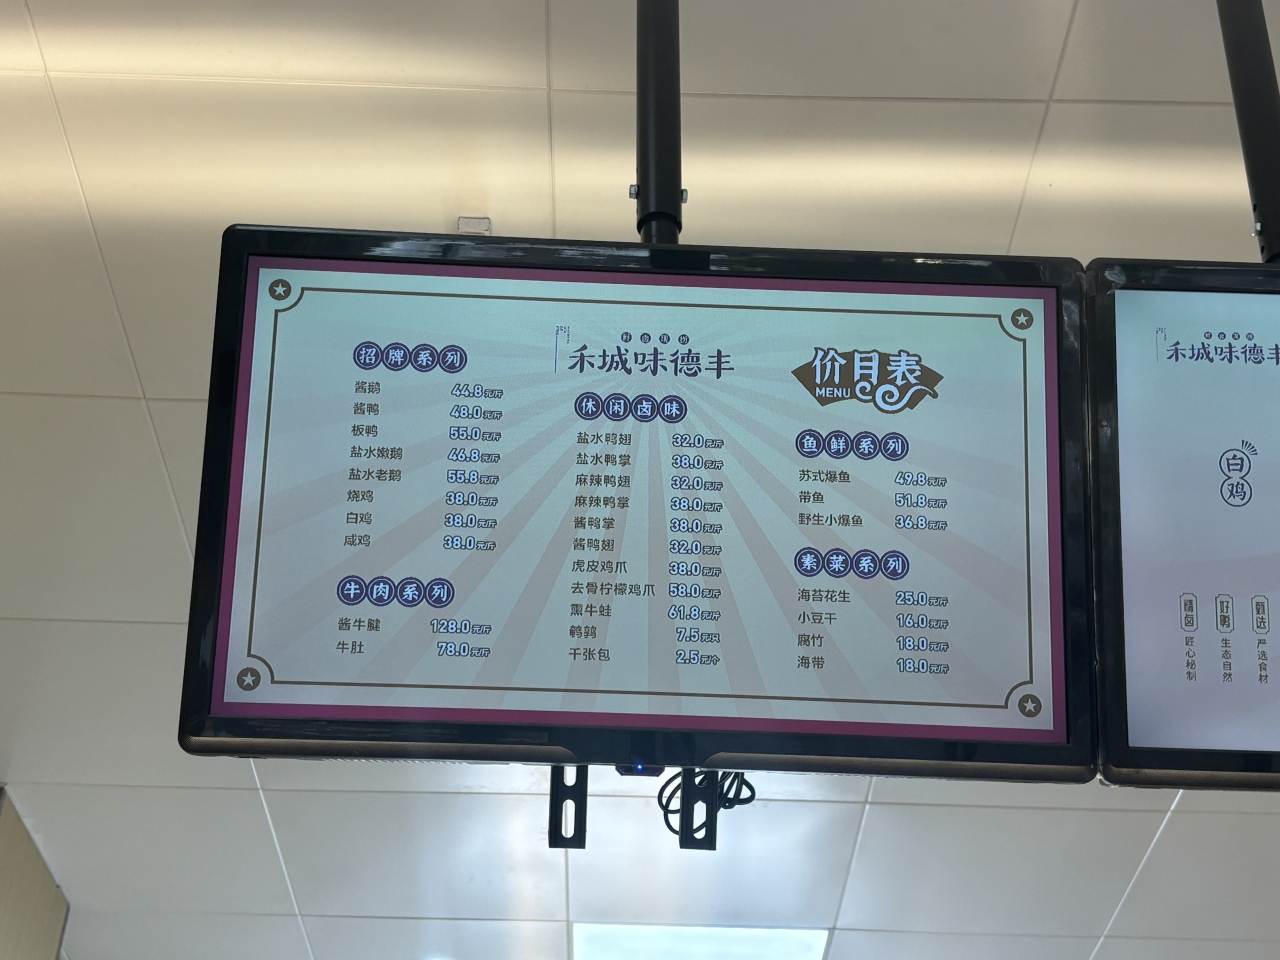 招牌系列
酱鹅 44.8元/斤
酱鸭 48.0元/斤
板鸭 55.0元/斤
盐水嫩鹅 46.8元/斤
盐水老鹅 55.8元/斤
烧鸡 38.0元/斤
白鸡 38.0元/斤
咸鸡 38.0元/斤
牛肉系列
酱牛腱 128.0元/斤
牛肚 78.0元/斤
禾城味德丰
休闲卤味
盐水鸭翅 32.0元/斤
盐水鸭掌 38.0元/斤
麻辣鸭翅 32.0元/斤
麻辣鸭掌 38.0元/斤
酱鸭掌 38.0元/斤
酱鸭翅 32.0元/斤
虎皮鸡爪 38.0元/斤
去骨柠檬鸡爪 58.0元/斤
熏牛蛙 61.8元/斤
鹌鹑 7.5元/只
千张包 2.5元/个
价目表
MENU
鱼鲜系列
苏式爆鱼 49.8元/斤
带鱼 51.8元/斤
野生小爆鱼 36.8元/斤
素菜系列
海苔花生 25.0元/斤
小豆干 16.0元/斤
腐竹 18.0元/斤
海带 18.0元/斤
禾城味德丰
白鸡
精卤 匠心秘制
好鸭 生态自然
甄选 严选食材